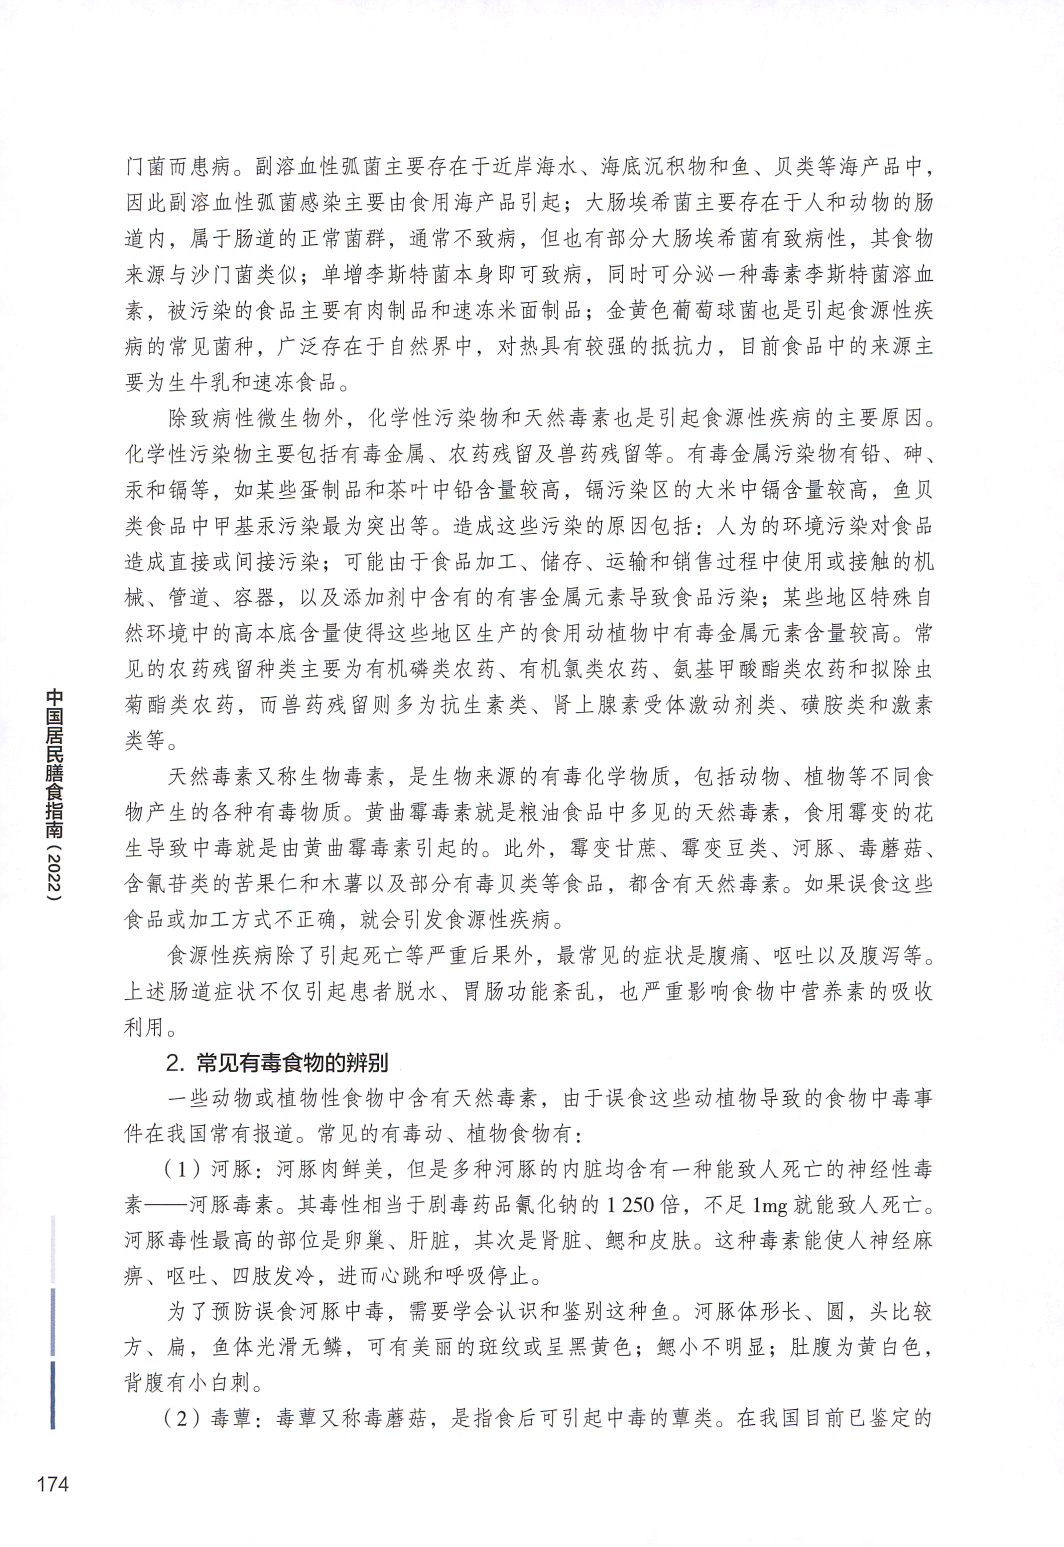 门菌而患病。副溶血性弧菌主要存在于近岸海水、海底沉积物和鱼、贝类等海产品中，
因此副溶血性弧菌感染主要由食用海产品引起；大肠埃希菌主要存在于人和动物的肠
道内，属于肠道的正常菌群，通常不致病，但也有部分大肠埃希菌有致病性，其食物
来源与沙门菌类似；单增李斯特菌本身即可致病，同时可分泌一种毒素李斯特菌溶血
素，被污染的食品主要有肉制品和速冻米面制品；金黄色葡萄球菌也是引起食源性疾
病的常见菌种，广泛存在于自然界中，对热具有较强的抵抗力，目前食品中的来源主
要为生牛乳和速冻食品。
除致病性微生物外，化学性污染物和天然毒素也是引起食源性疾病的主要原因。
化学性污染物主要包括有毒金属、农药残留及兽药残留等。有毒金属污染物有铅、砷、
汞和镉等，如某些蛋制品和茶叶中铅含量较高，镉污染区的大米中镉含量较高，鱼贝
类食品中甲基汞污染最为突出等。造成这些污染的原因包括：人为的环境污染对食品
造成直接或间接污染；可能由于食品加工、储存、运输和销售过程中使用或接触的机
械、管道、容器，以及添加剂中含有的有害金属元素导致食品污染；某些地区特殊自
然环境中的高本底含量使得这些地区生产的食用动植物中有毒金属元素含量较高。常
见的农药残留种类主要为有机磷类农药、有机氯类农药、氨基甲酸酯类农药和拟除虫
菊酯类农药，而兽药残留则多为抗生素类、肾上腺素受体激动剂类、磺胺类和激素
类等。
天然毒素又称生物毒素，是生物来源的有毒化学物质，包括动物、植物等不同食
物产生的各种有毒物质。黄曲霉毒素就是粮油食品中多见的天然毒素，食用霉变的花
生导致中毒就是由黄曲霉毒素引起的。此外，霉变甘蔗、霉变豆类、河豚、毒蘑菇、
含氰苷类的苦果仁和木薯以及部分有毒贝类等食品，都含有天然毒素。如果误食这些
食品或加工方式不正确，就会引发食源性疾病。
食源性疾病除了引起死亡等严重后果外，最常见的症状是腹痛、呕吐以及腹泻等。
上述肠道症状不仅引起患者脱水、胃肠功能紊乱，也严重影响食物中营养素的吸收
利用。
2. 常见有毒食物的辨别
一些动物或植物性食物中含有天然毒素，由于误食这些动植物导致的食物中毒事
件在我国常有报道。常见的有毒动、植物食物有：
（1）河豚：河豚肉鲜美，但是多种河豚的内脏均含有一种能致人死亡的神经性毒
素——河豚毒素。其毒性相当于剧毒药品氰化钠的 1 250 倍，不足 1mg 就能致人死亡。
河豚毒性最高的部位是卵巢、肝脏，其次是肾脏、鳃和皮肤。这种毒素能使人神经麻
痹、呕吐、四肢发冷，进而心跳和呼吸停止。
为了预防误食河豚中毒，需要学会认识和鉴别这种鱼。河豚体形长、圆，头比较
方、扁，鱼体光滑无鳞，可有美丽的斑纹或呈黑黄色；鳃小不明显；肚腹为黄白色，
背腹有小白刺。
（2）毒蕈：毒蕈又称毒蘑菇，是指食后可引起中毒的蕈类。在我国目前已鉴定的
中国居民膳食指南（2022）
174